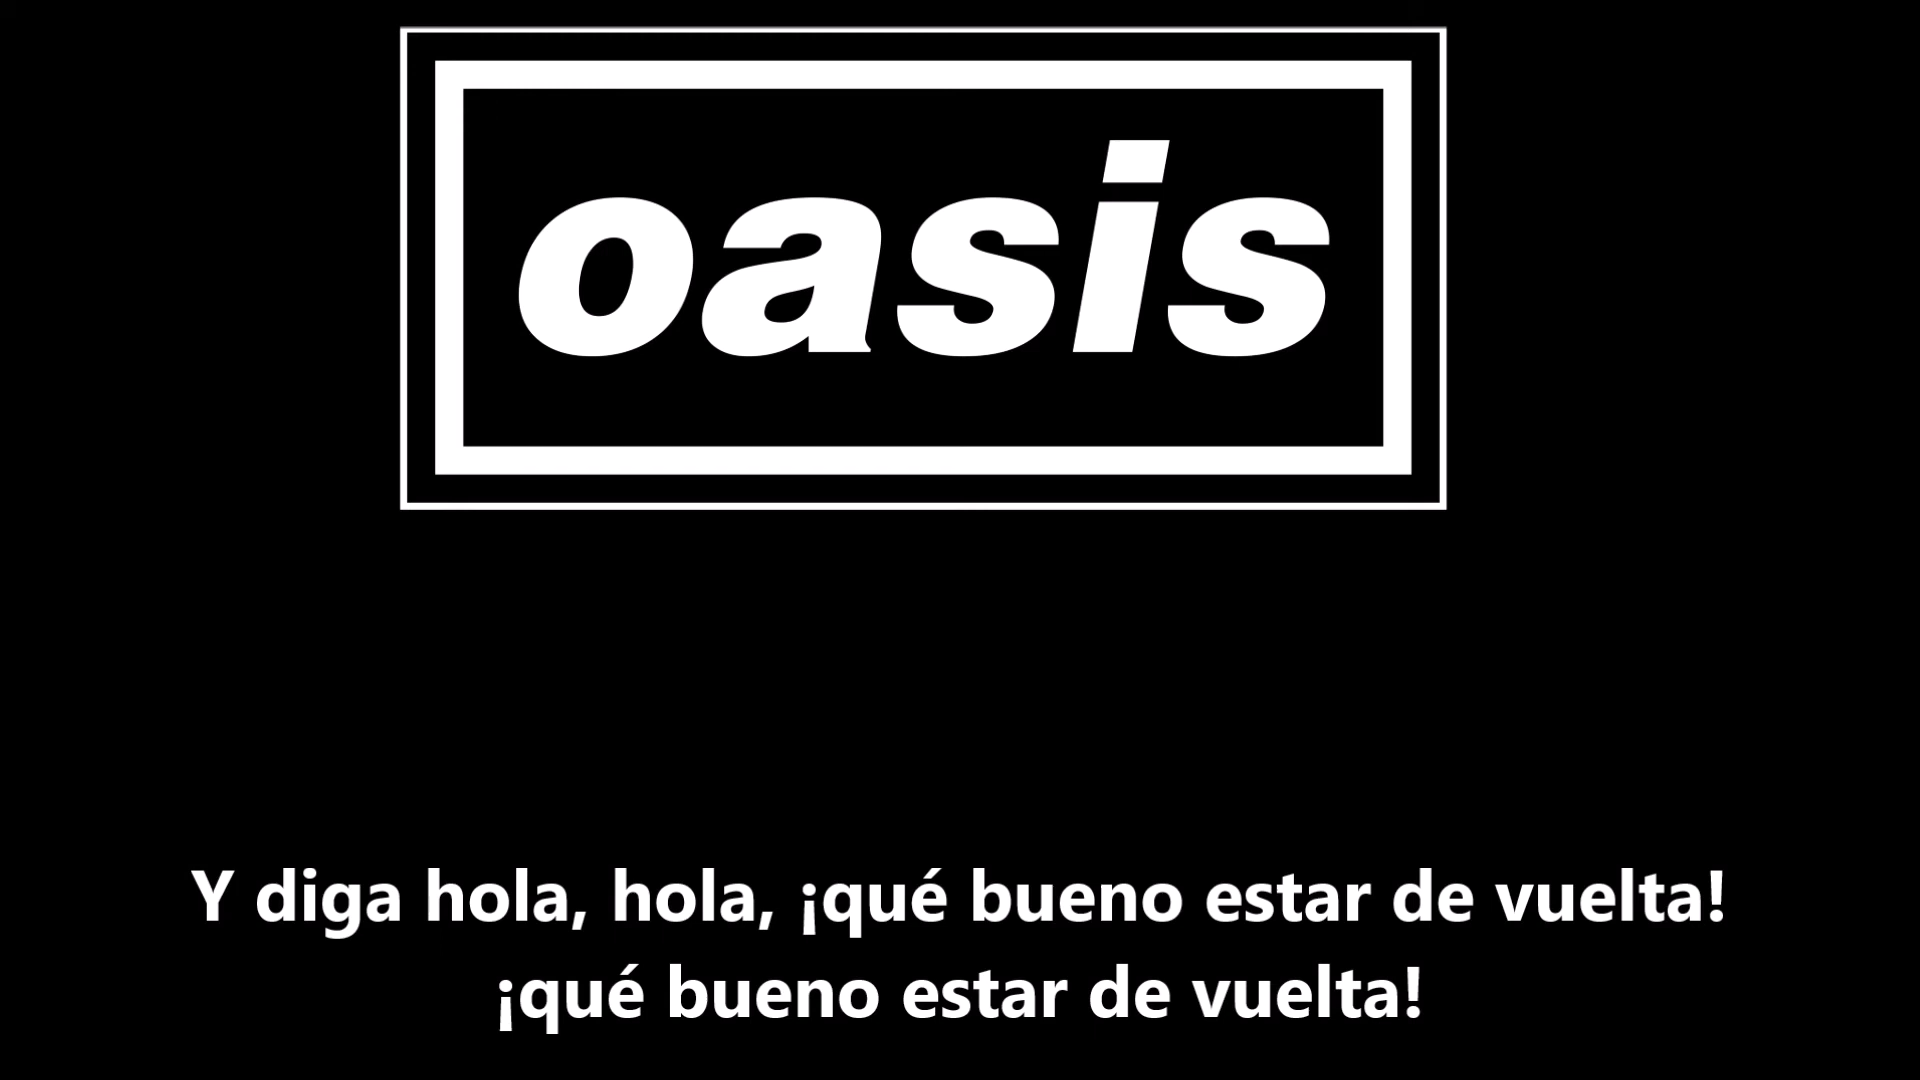 oasis
Y diga hola, hola, ¡qué bueno estar de vuelta!
¡qué bueno estar de vuelta!